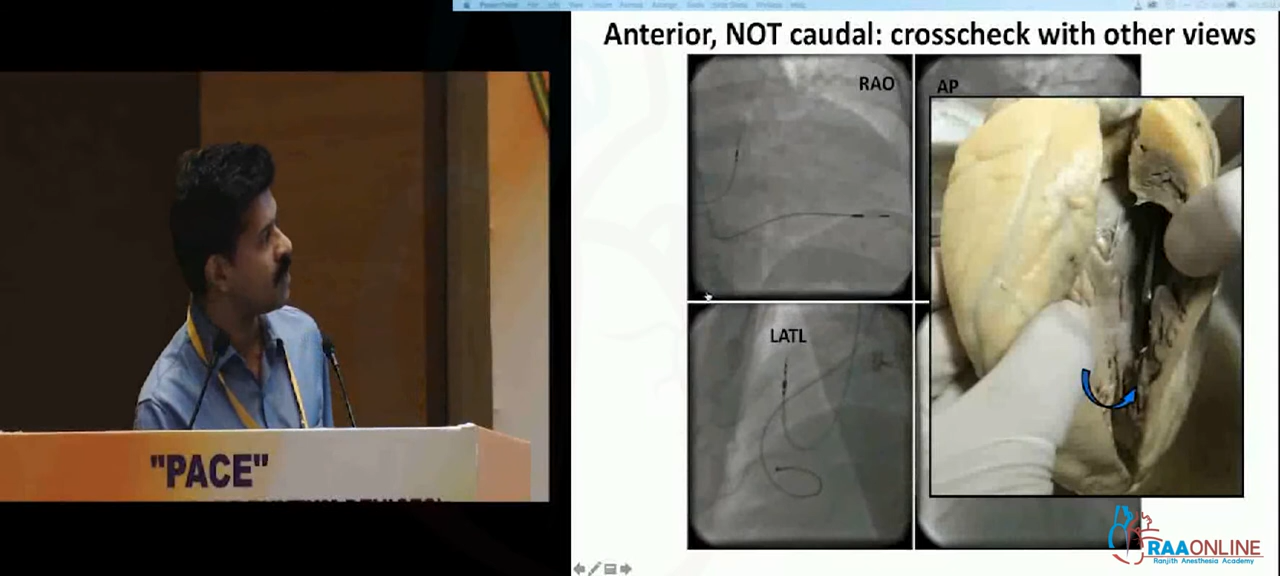 Anterior, NOT caudal: crosscheck with other views
RAO
AP
LATL
"PACE"
RAAONLINE
Ranjith Anesthesia Academy